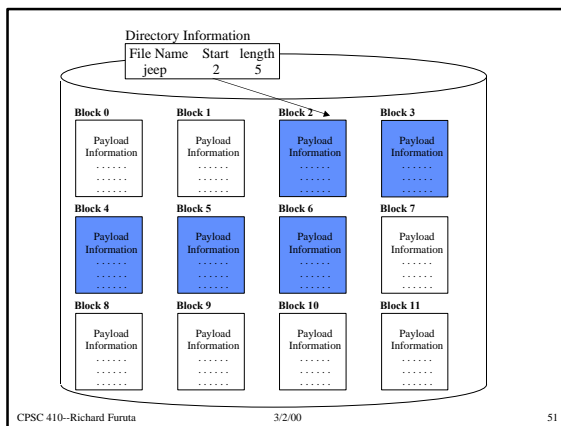 Directory Information
File Name Start length
jeep 2 5
Block 0 Block 1 Block 2 Block 3
Payload Payload Payload Payload
Information Information Information Information
. . . . . . . . . . . . . . . . . . . . . . . .
. . . . . . . . . . . . . . . . . . . . . . . .
. . . . . . . . . . . . . . . . . . . . . . . .
Block 4 Block 5 Block 6 Block 7
Payload Payload Payload Payload
Information Information Information Information
. . . . . . . . . . . . . . . . . . . . . . . .
. . . . . . . . . . . . . . . . . . . . . . . .
. . . . . . . . . . . . . . . . . . . . . . . .
Block 8 Block 9 Block 10 Block 11
Payload Payload Payload Payload
Information Information Information Information
. . . . . . . . . . . . . . . . . . . . . . . .
. . . . . . . . . . . . . . . . . . . . . . . .
. . . . . . . . . . . . . . . . . . . . . . . .
CPSC 410--Richard Furuta 3/2/00 51